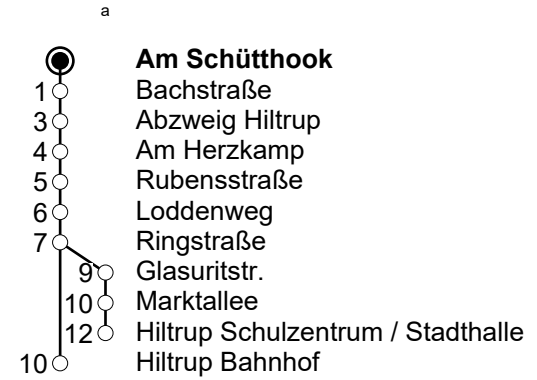 a
Am Schütthook
1 Bachstraße
3 Abzweig Hiltrup
4 Am Herzkamp
5 Rubensstraße
6 Loddenweg
7 Ringstraße
9 Glasuritstr.
10 Marktallee
12 Hiltrup Schulzentrum / Stadthalle
10 Hiltrup Bahnhof